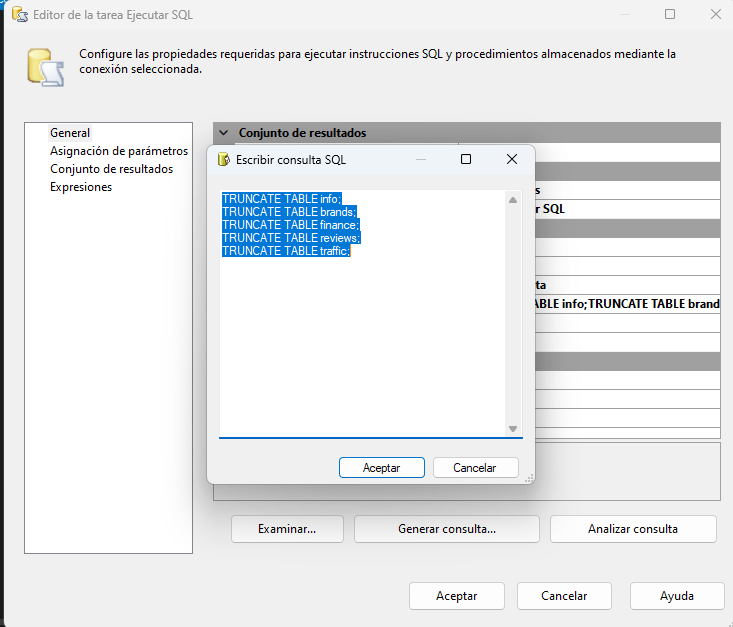 Editor de la tarea Ejecutar SQL
Configure las propiedades requeridas para ejecutar instrucciones SQL y procedimientos almacenados mediante la
conexión seleccionada.
General
Asignación de parámetros
Conjunto de resultados
Expresiones
Conjunto de resultados
Escribir consulta SQL
TRUNCATE TABLE info;
TRUNCATE TABLE brands;
TRUNCATE TABLE finance;
TRUNCATE TABLE reviews;
TRUNCATE TABLE traffic;
Aceptar
Cancelar
SQL
info;TRUNCATE TABLE brand
Examinar...
Generar consulta...
Analizar consulta
Aceptar
Cancelar
Ayuda